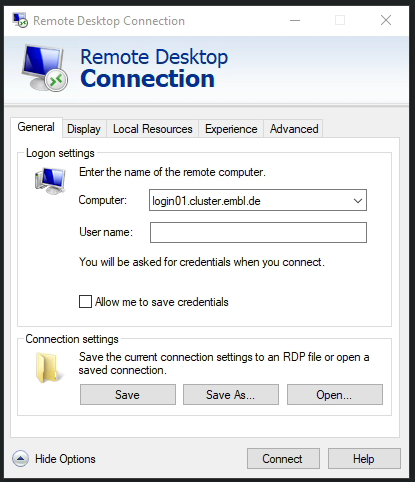 Remote Desktop Connection
Remote Desktop
Connection
General Display Local Resources Experience Advanced
Logon settings
Enter the name of the remote computer.
Computer: login01.cluster.embl.de
User name:
You will be asked for credentials when you connect.
Allow me to save credentials
Connection settings
Save the current connection settings to an RDP file or open a
saved connection.
Save Save As... Open...
Hide Options Connect Help